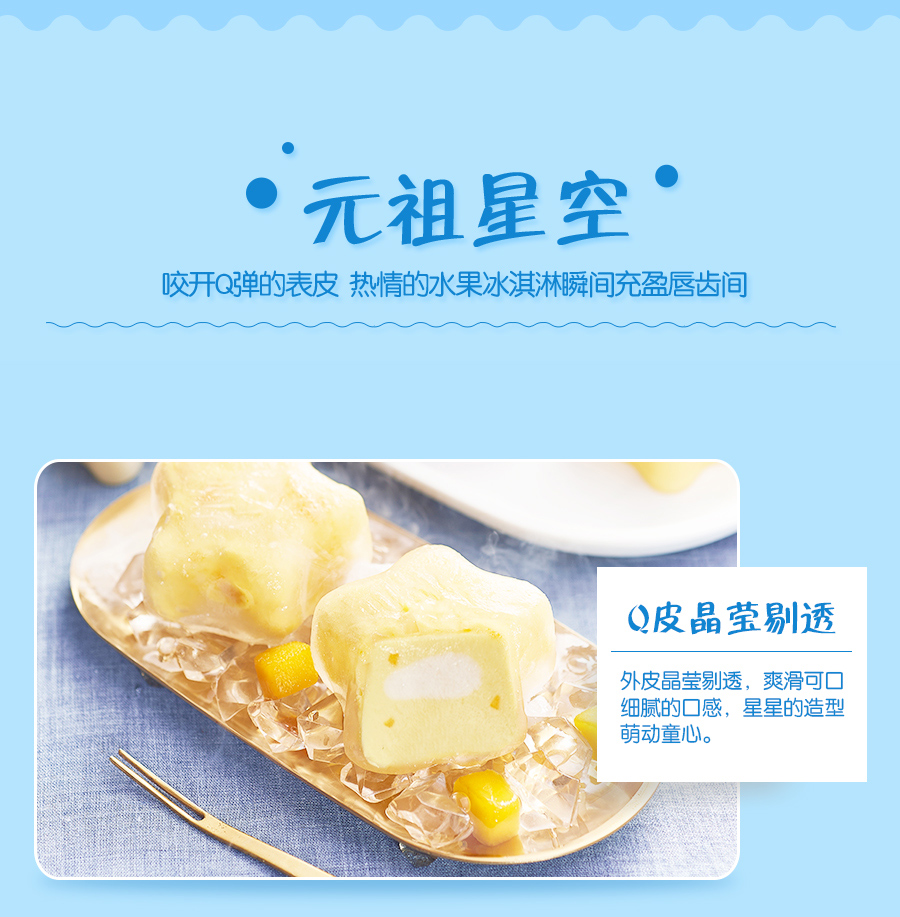 元祖星空
咬开Q弹的表皮 热情的水果冰淇淋瞬间充盈唇齿间
Q皮晶莹剔透
外皮晶莹剔透，爽滑可口
细腻的口感，星星的造型
萌动童心。